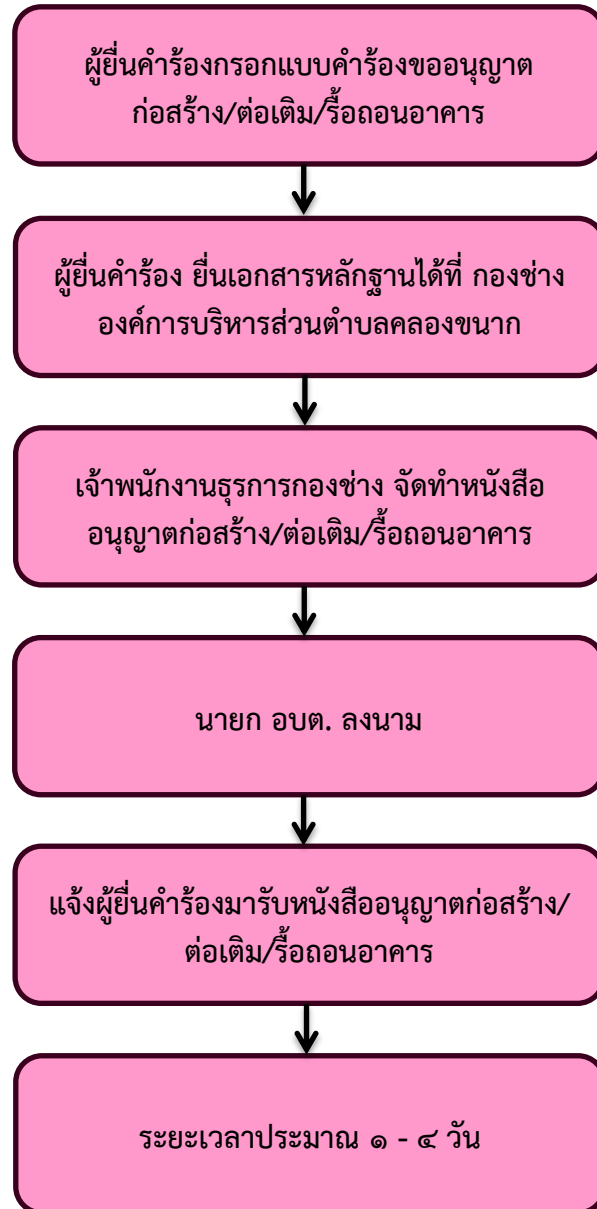 ผู้ยื่นคำร้องกรอกแบบคำร้องขออนุญาต
ก่อสร้าง/ต่อเติม/รื้อถอนอาคาร
ผู้ยื่นคำร้อง ยื่นเอกสารหลักฐานได้ที่ กองช่าง
องค์การบริหารส่วนตำบลคลองขนาก
เจ้าพนักงานธุรการกองช่าง จัดทำหนังสือ
อนุญาตก่อสร้าง/ต่อเติม/รื้อถอนอาคาร
นายก อบต. ลงนาม
แจ้งผู้ยื่นคำร้องมารับหนังสืออนุญาตก่อสร้าง/
ต่อเติม/รื้อถอนอาคาร
ระยะเวลาประมาณ ๑ - ๔ วัน